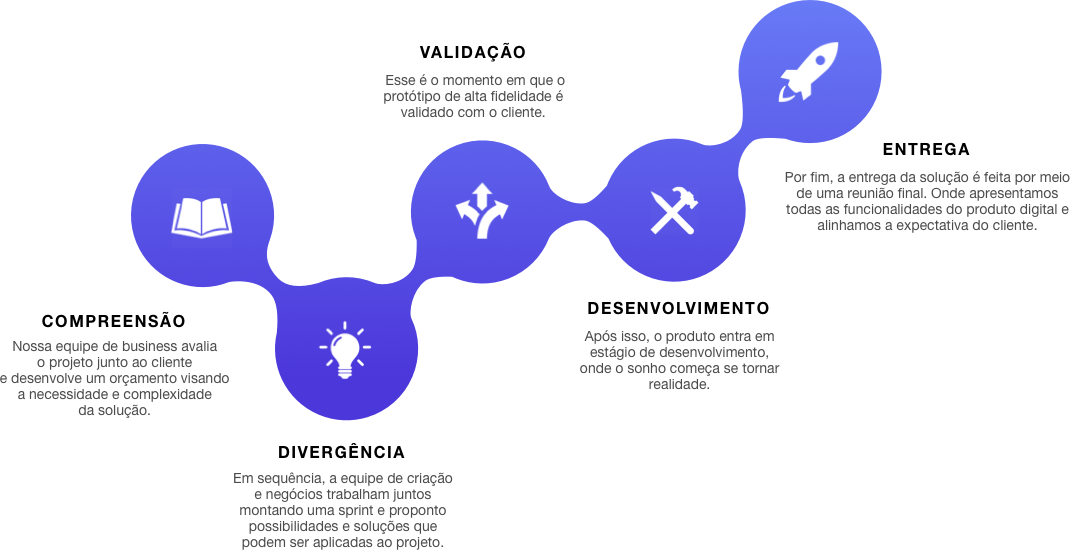 COMPREENSÃO
Nossa equipe de business avalia
o projeto junto ao cliente
e desenvolve um orçamento visando
a necessidade e complexidade
da solução.
DIVERGÊNCIA
Em sequência, a equipe de criação
e negócios trabalham juntos
montando uma sprint e proponto
possibilidades e soluções que
podem ser aplicadas ao projeto.
VALIDAÇÃO
Esse é o momento em que o
protótipo de alta fidelidade é
validado com o cliente.
DESENVOLVIMENTO
Após isso, o produto entra em
estágio de desenvolvimento,
onde o sonho começa se tornar
realidade.
ENTREGA
Por fim, a entrega da solução é feita por meio
de uma reunião final. Onde apresentamos
todas as funcionalidades do produto digital e
alinhamos a expectativa do cliente.